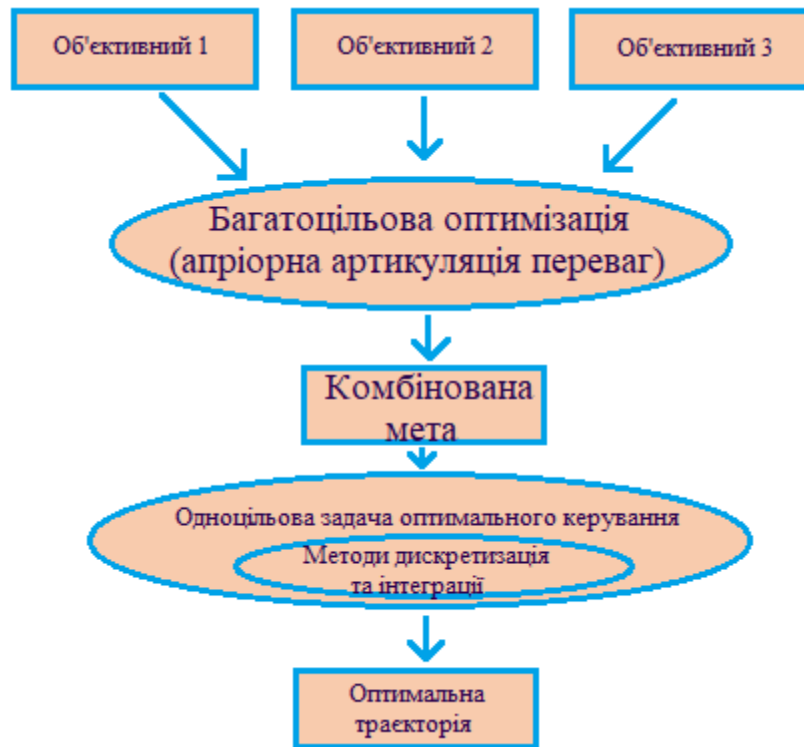 Об'єктивний 1
Об'єктивний 2
Об'єктивний 3
Багатоцільова оптимізація
(апріорна артикуляція переваг)
Комбінована
мета
Одноцільова задача оптимального керування
Методи дискретизація
та інтеграції
Оптимальна
траєкторія